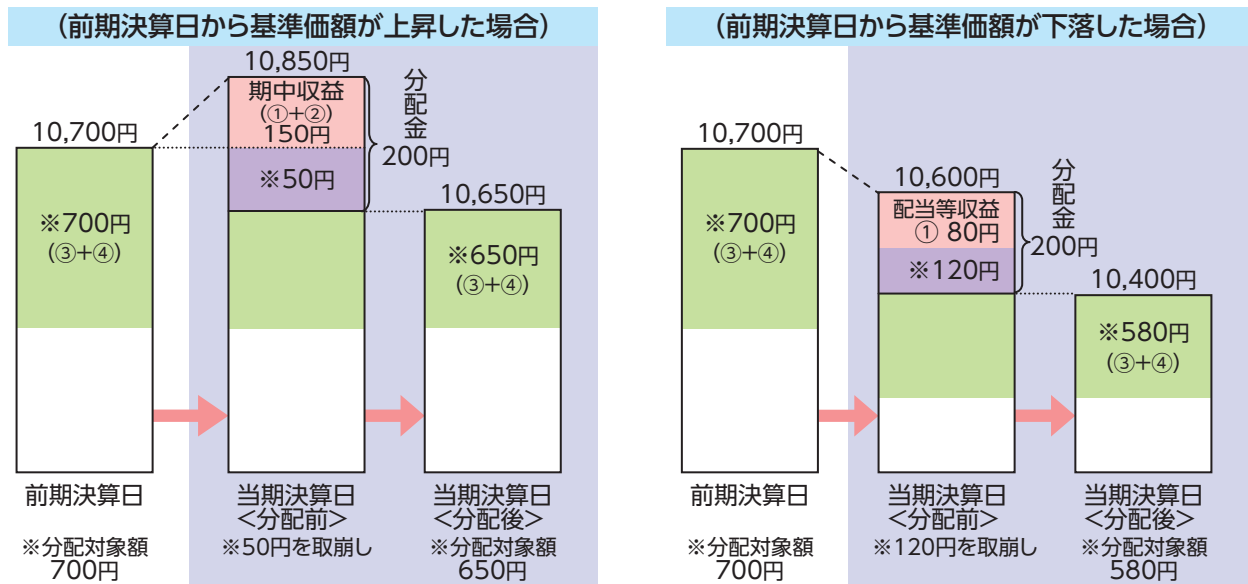 (前期決算日から基準価額が上昇した場合)
10,850円
期中収益
(①+②)
150円
分配金
200円
10,700円
※50円
10,650円
※700円
(③+④)
※650円
(③+④)
前期決算日
当期決算日
<分配前>
当期決算日
<分配後>
※分配対象額
700円
※50円を取崩し
※分配対象額
650円
(前期決算日から基準価額が下落した場合)
10,700円
10,600円
配当等収益
① 80円
分配金
200円
※120円
10,400円
※700円
(③+④)
※580円
(③+④)
前期決算日
当期決算日
<分配前>
当期決算日
<分配後>
※分配対象額
700円
※120円を取崩し
※分配対象額
580円